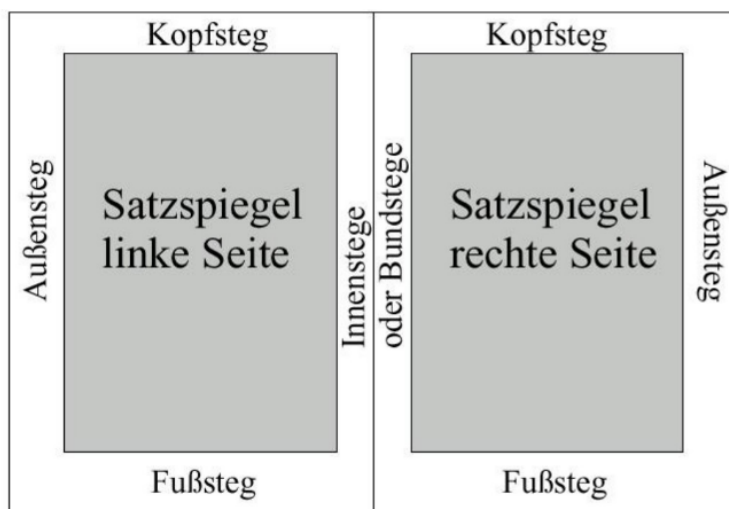 Kopfsteg
Außensteg
Satzspiegel
linke Seite
Innenstege
Fußsteg
Kopfsteg
oder Bundstege
Satzspiegel
rechte Seite
Außensteg
Fußsteg